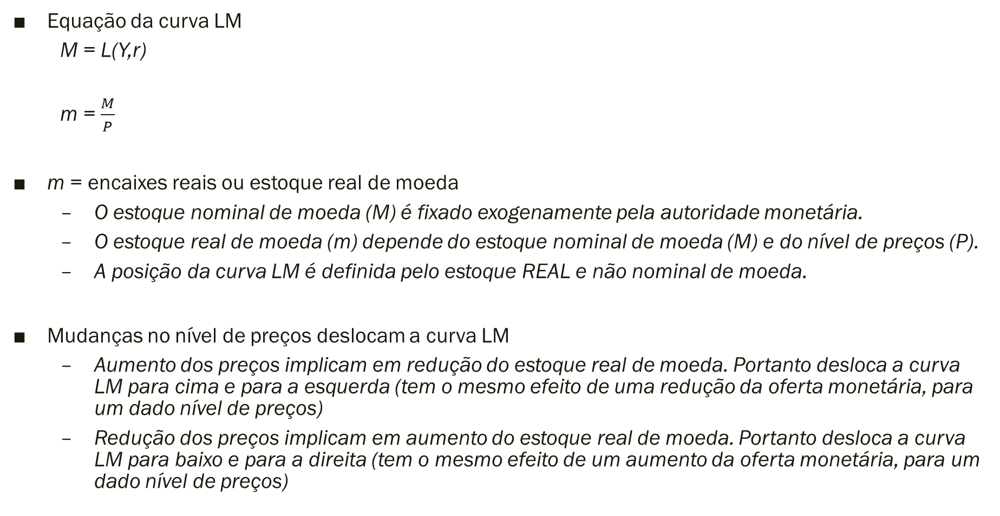 ■ Equação da curva LM
M = L(Y,r)
m = M/P
■ m = encaixes reais ou estoque real de moeda
– O estoque nominal de moeda (M) é fixado exogenamente pela autoridade monetária.
– O estoque real de moeda (m) depende do estoque nominal de moeda (M) e do nível de preços (P).
– A posição da curva LM é definida pelo estoque REAL e não nominal de moeda.
■ Mudanças no nível de preços deslocam a curva LM
– Aumento dos preços implicam em redução do estoque real de moeda. Portanto desloca a curva
LM para cima e para a esquerda (tem o mesmo efeito de uma redução da oferta monetária, para
um dado nível de preços)
– Redução dos preços implicam em aumento do estoque real de moeda. Portanto desloca a curva
LM para baixo e para a direita (tem o mesmo efeito de um aumento da oferta monetária, para um
dado nível de preços)